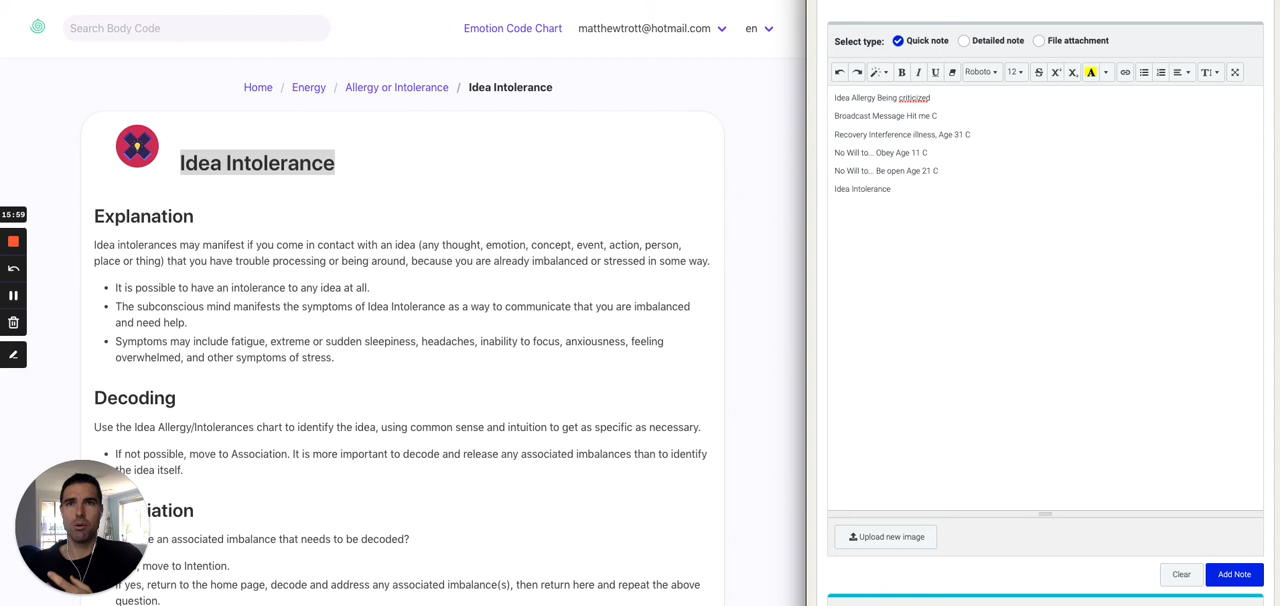 Search Body Code
Emotion Code Chart
matthewtrott@hotmail.com
en
Home / Energy / Allergy or Intolerance / Idea Intolerance
Idea Intolerance
Explanation
Idea intolerances may manifest if you come in contact with an idea (any thought, emotion, concept, event, action, person,
place or thing) that you have trouble processing or being around, because you are already imbalanced or stressed in some way.
• It is possible to have an intolerance to any idea at all.
• The subconscious mind manifests the symptoms of Idea Intolerance as a way to communicate that you are imbalanced
and need help.
• Symptoms may include fatigue, extreme or sudden sleepiness, headaches, inability to focus, anxiousness, feeling
overwhelmed, and other symptoms of stress.
Decoding
Use the Idea Allergy/Intolerances chart to identify the idea, using common sense and intuition to get as specific as necessary.
• If not possible, move to Association. It is more important to decode and release any associated imbalances than to identify
the idea itself.
iation
e an associated imbalance that needs to be decoded?
, move to Intention.
If yes, return to the home page, decode and address any associated imbalance(s), then return here and repeat the above
question.
15:59
Select type: Quick note Detailed note File attachment
B I U Roboto 12 S X X A T
Idea Allergy Being criticized
Broadcast Message Hit me C
Recovery Interference illness, Age 31 C
No Will to... Obey Age 11 C
No Will to... Be open Age 21 C
Idea Intolerance
Upload new image
Clear
Add Note